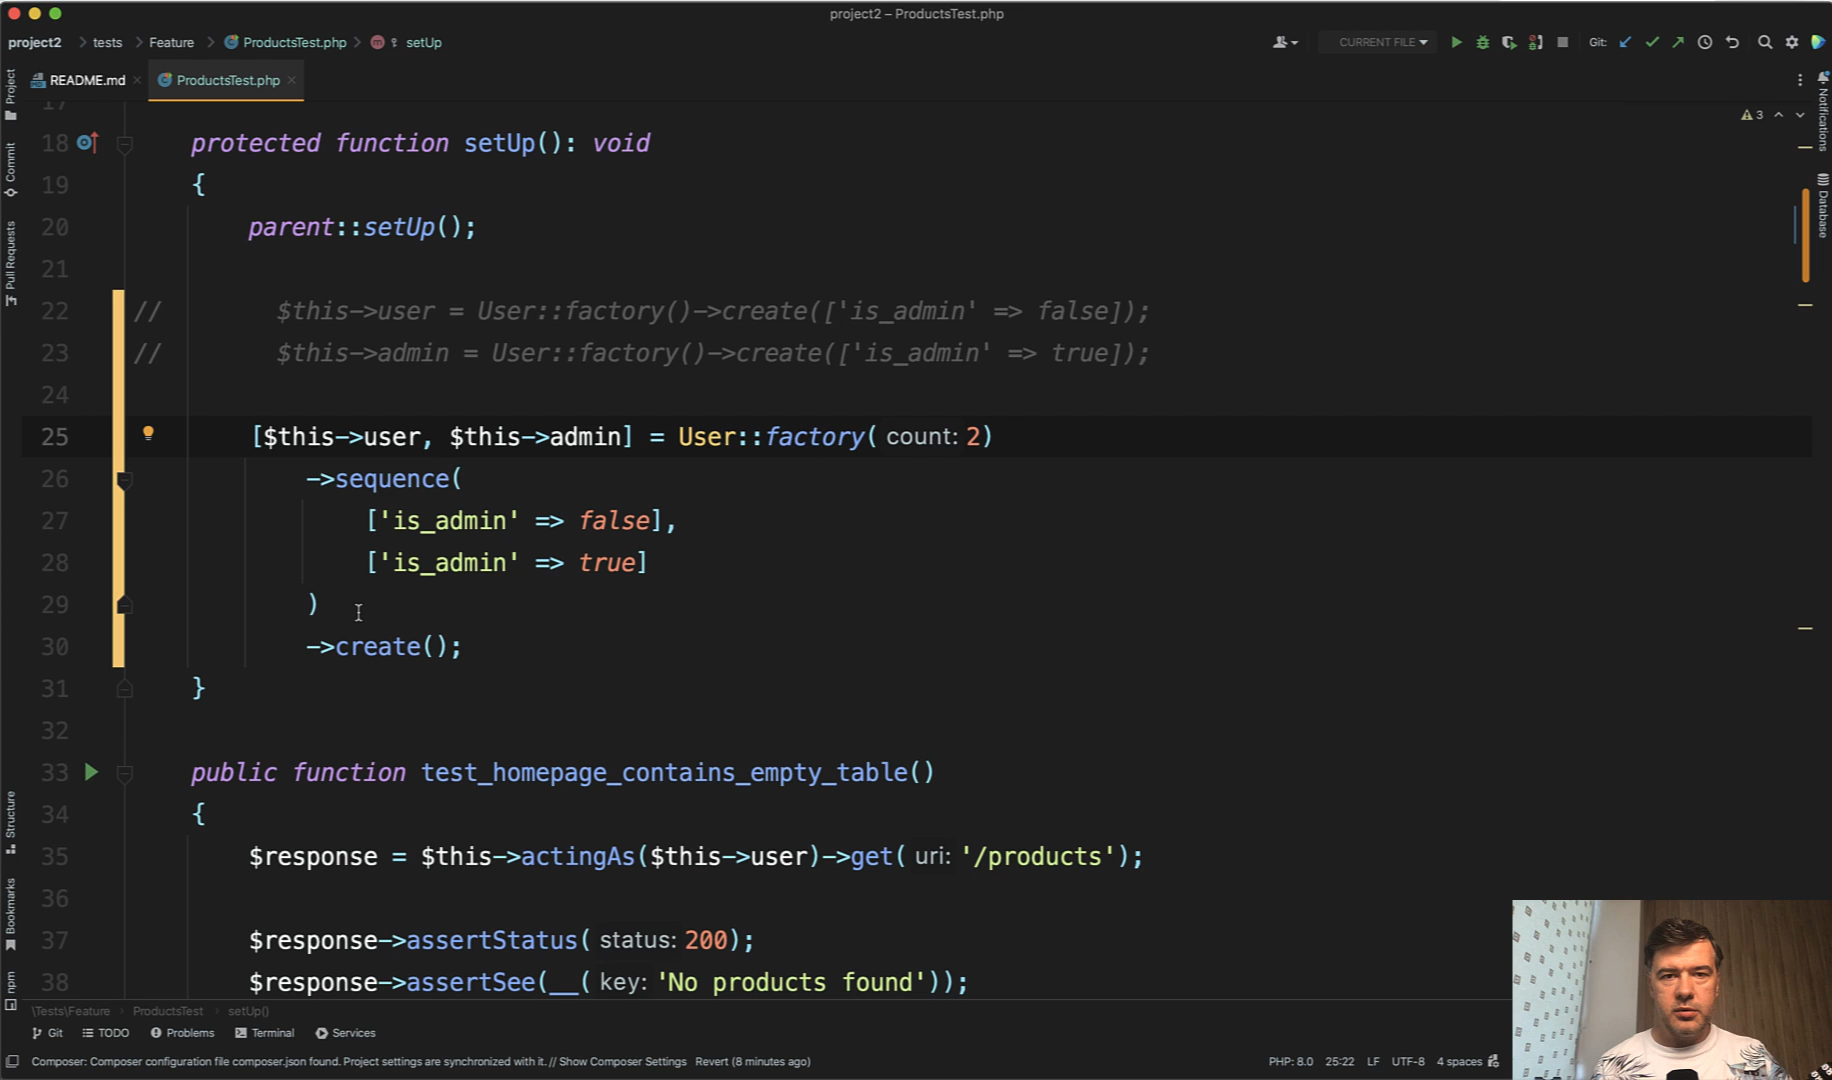 project2 – ProductsTest.php
project2 tests Feature ProductsTest.php setUp
CURRENT FILE
Git:
README.md
ProductsTest.php
Project
Commit
Pull Requests
Structure
Bookmarks
npm
Notifications
Database
3
17
18 protected function setUp(): void
19 {
20 parent::setUp();
21
22 // $this->user = User::factory()->create(['is_admin' => false]);
23 // $this->admin = User::factory()->create(['is_admin' => true]);
24
25 [$this->user, $this->admin] = User::factory( count: 2)
26 ->sequence(
27 ['is_admin' => false],
28 ['is_admin' => true]
29 )
30 ->create();
31 }
32
33 public function test_homepage_contains_empty_table()
34 {
35 $response = $this->actingAs($this->user)->get( uri: '/products');
36
37 $response->assertStatus( status: 200);
38 $response->assertSee(__( key: 'No products found'));
\Tests\Feature ProductsTest setUp()
Git TODO Problems Terminal Services
Composer: Composer configuration file composer.json found. Project settings are synchronized with it. // Show Composer Settings Revert (8 minutes ago)
PHP: 8.0 25:22 LF UTF-8 4 spaces